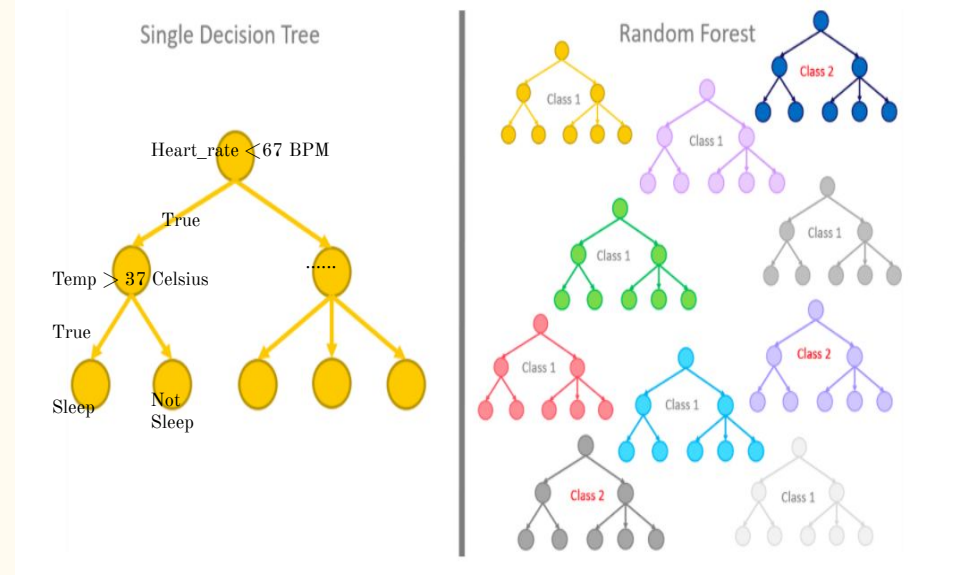 Single Decision Tree
Heart_rate <67 BPM
True
Temp > 37 Celsius
......
True
Sleep
Not
Sleep
Random Forest
Class 2
Class 1
Class 1
Class 1
Class 1
Class 1
Class 2
Class 1
Class 2
Class 1